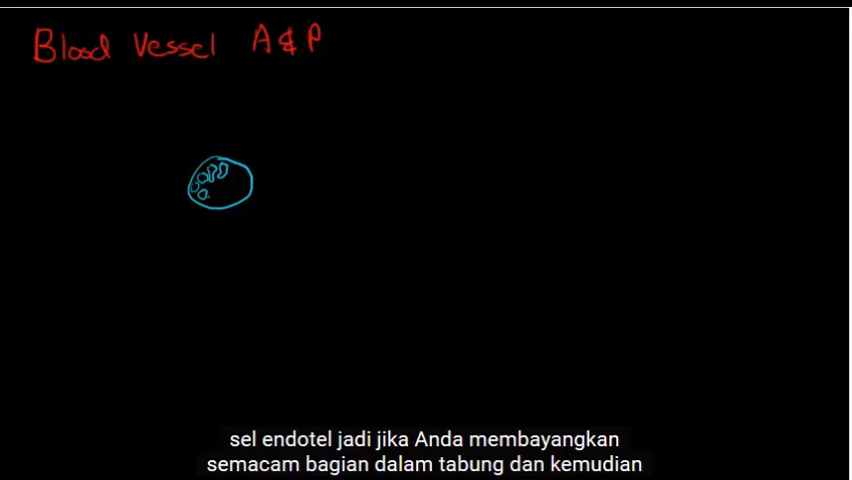 Blood Vessel A & P
sel endotel jadi jika Anda membayangkan
semacam bagian dalam tabung dan kemudian